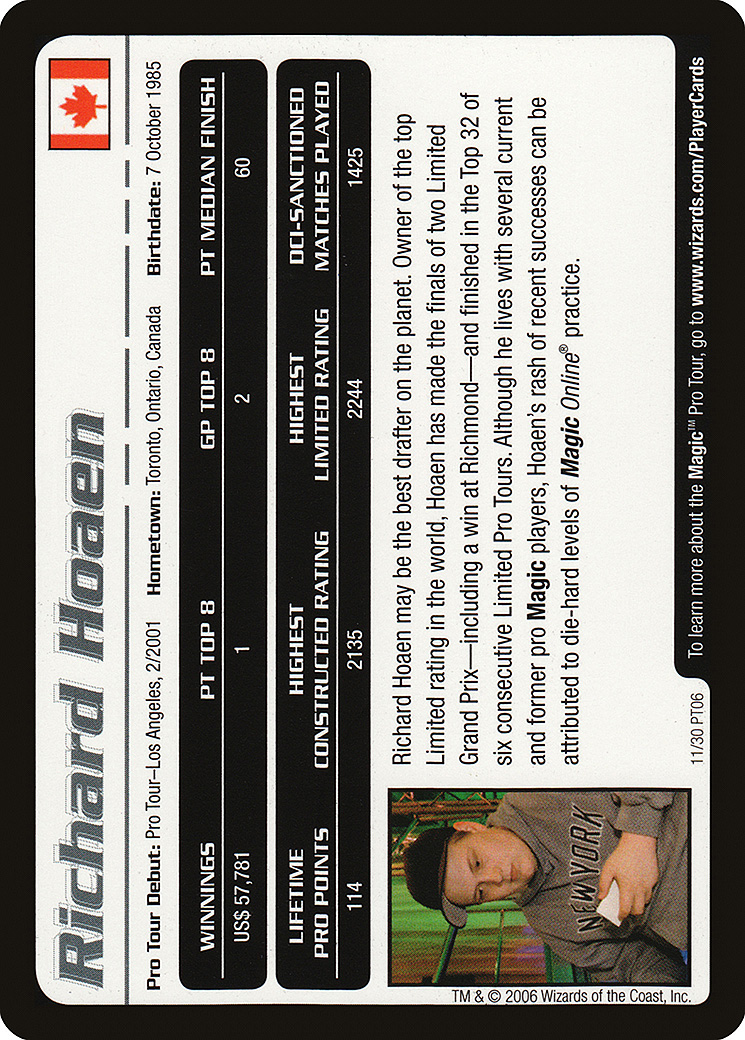 Richard Hoaen
Pro Tour Debut: Pro Tour–Los Angeles, 2/2001 Hometown: Toronto, Ontario, Canada Birthdate: 7 October 1985
WINNINGS PT TOP 8 GP TOP 8 PT MEDIAN FINISH
US$ 57,781 1 2 60
LIFETIME HIGHEST HIGHEST DCI-SANCTIONED
PRO POINTS CONSTRUCTED RATING LIMITED RATING MATCHES PLAYED
114 2135 2244 1425
Richard Hoaen may be the best drafter on the planet. Owner of the top
Limited rating in the world, Hoaen has made the finals of two Limited
Grand Prix—including a win at Richmond—and finished in the Top 32 of
six consecutive Limited Pro Tours. Although he lives with several current
and former pro Magic players, Hoaen's rash of recent successes can be
attributed to die-hard levels of Magic Online® practice.
NEW YORK
TM & © 2006 Wizards of the Coast, Inc.
11/30 PT06
To learn more about the Magic™ Pro Tour, go to www.wizards.com/PlayerCards